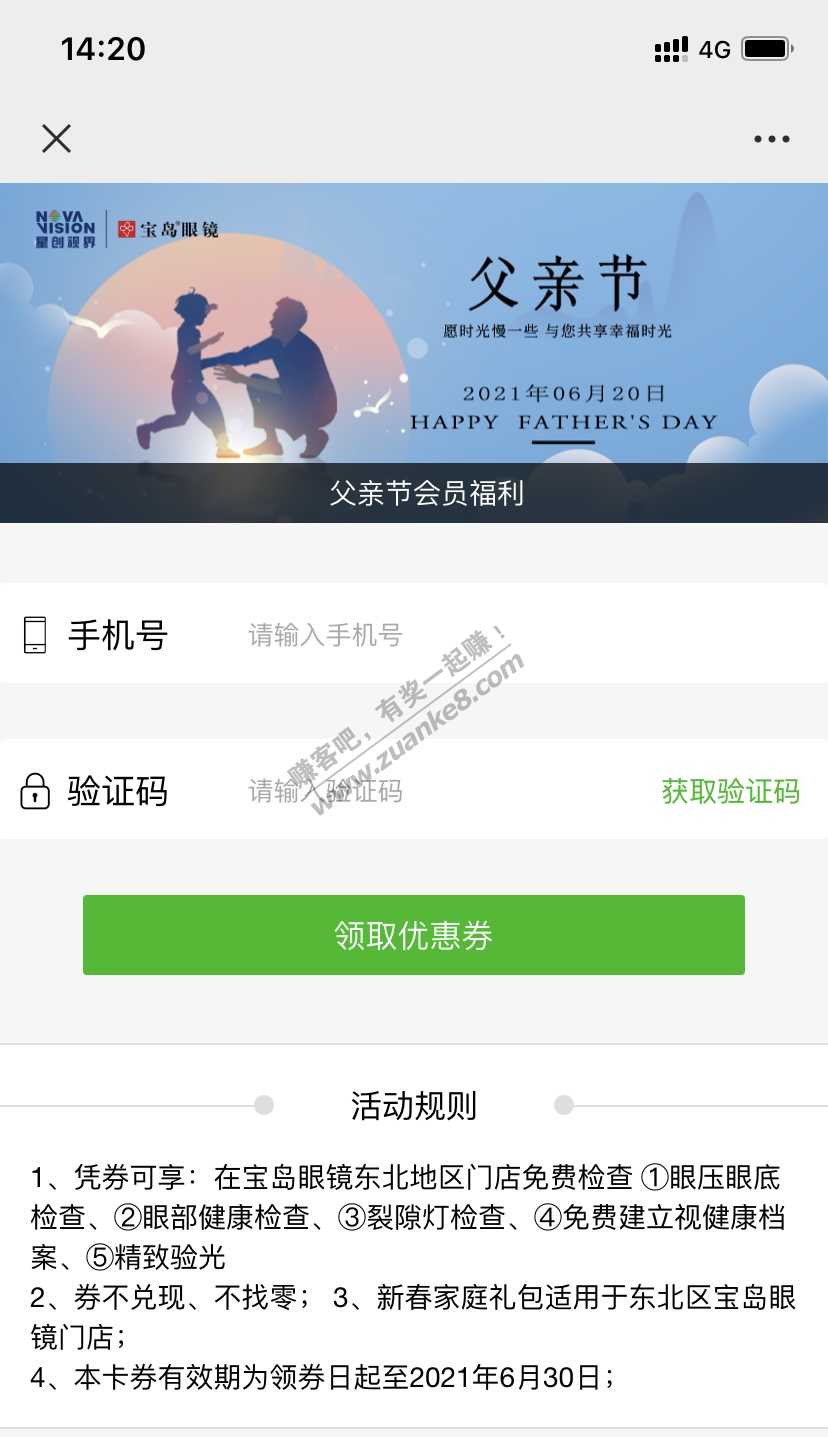 14:20
4G
NOVA
VISION
星创视界
宝岛®眼镜
父亲节
愿时光慢一些 与您共享幸福时光
2021年06月20日
HAPPY FATHER'S DAY
父亲节会员福利
手机号
请输入手机号
赚客吧，有奖一起赚！
www.zuanke8.com
验证码
请输入验证码
获取验证码
领取优惠券
活动规则
1、凭券可享：在宝岛眼镜东北地区门店免费检查 ①眼压眼底
检查、②眼部健康检查、③裂隙灯检查、④免费建立视健康档
案、⑤精致验光
2、券不兑现、不找零； 3、新春家庭礼包适用于东北区宝岛眼
镜门店；
4、本卡券有效期为领券日起至2021年6月30日；